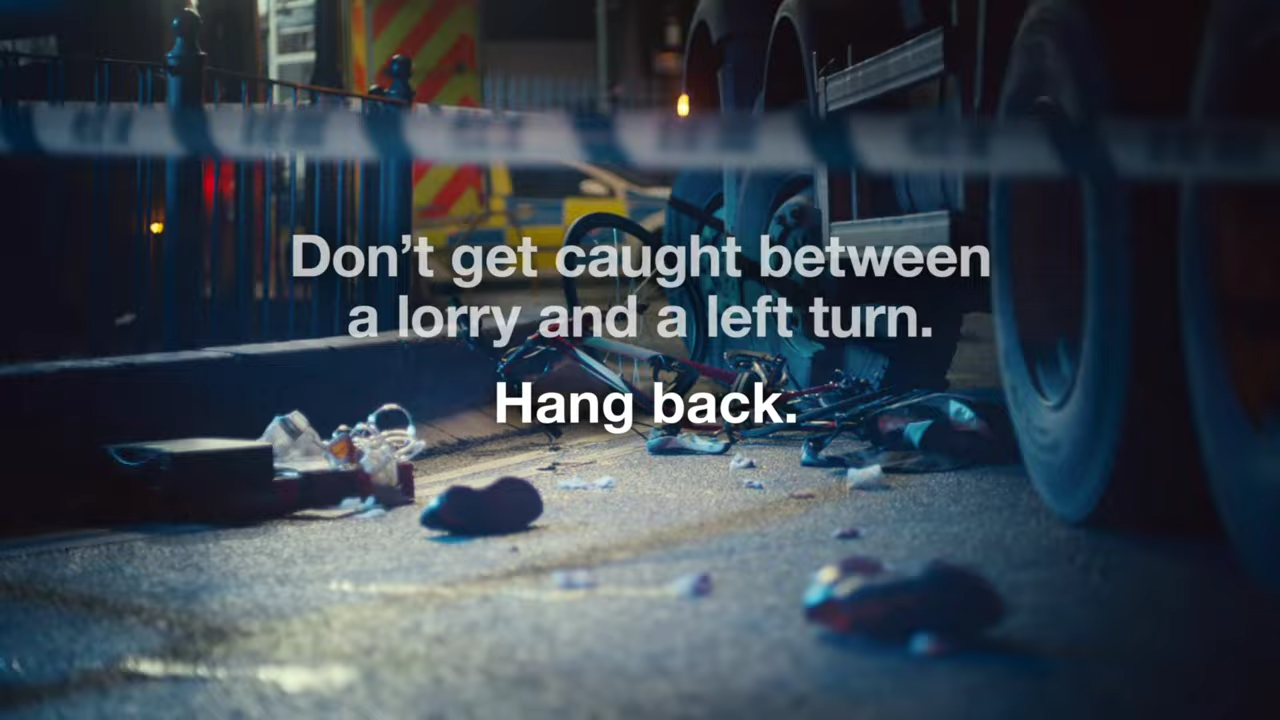 Don’t get caught between
a lorry and a left turn.
Hang back.